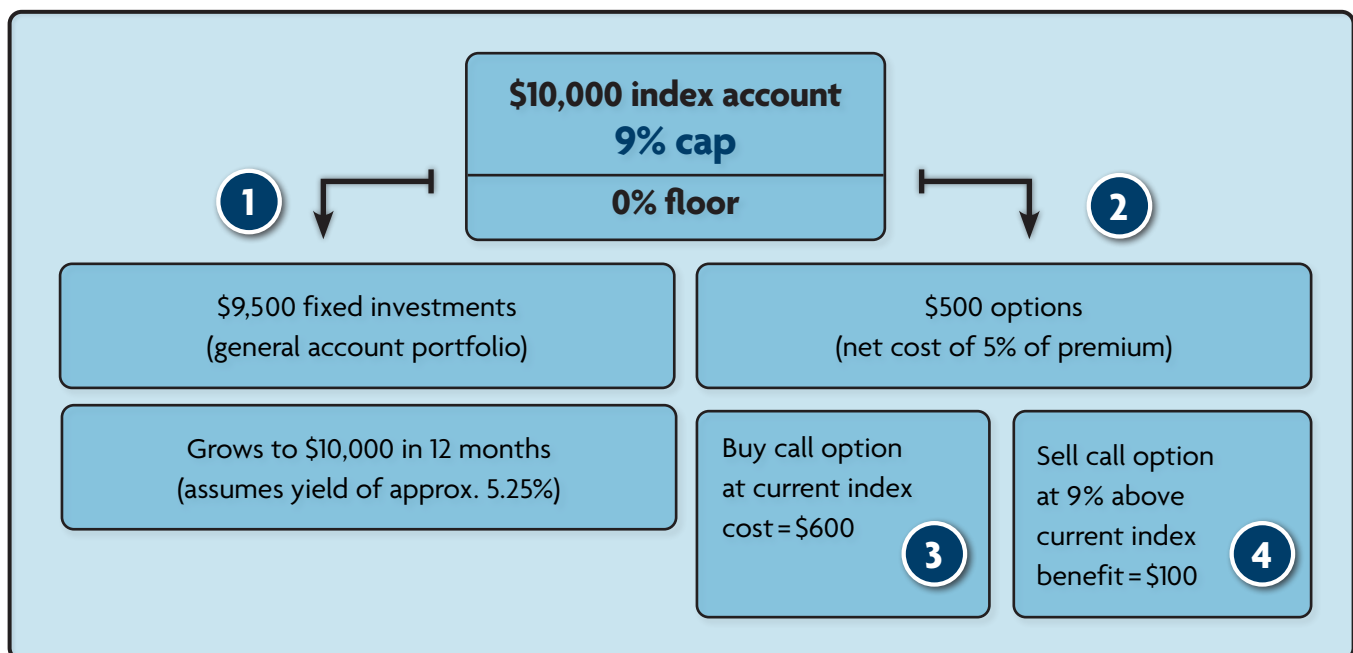 $10,000 index account
9% cap
0% floor
1
2
$9,500 fixed investments
(general account portfolio)
$500 options
(net cost of 5% of premium)
Grows to $10,000 in 12 months
(assumes yield of approx. 5.25%)
Buy call option
at current index
cost = $600
3
Sell call option
at 9% above
current index
benefit = $100
4